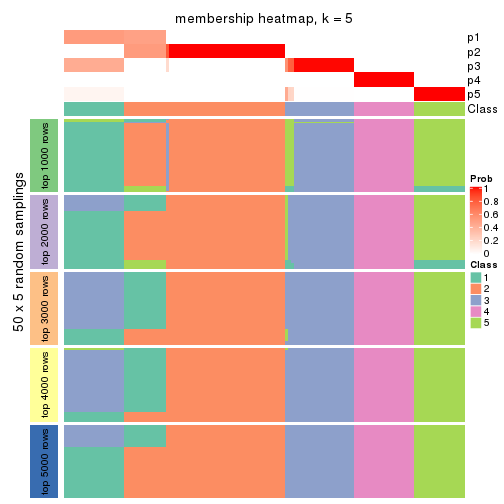 membership heatmap, k = 5
p1
p2
p3
p4
p5
Class
50 x 5 random samplings
top 1000 rows
top 2000 rows
top 3000 rows
top 4000 rows
top 5000 rows
Prob
1
0.8
0.6
0.4
0.2
0
Class
1
2
3
4
5